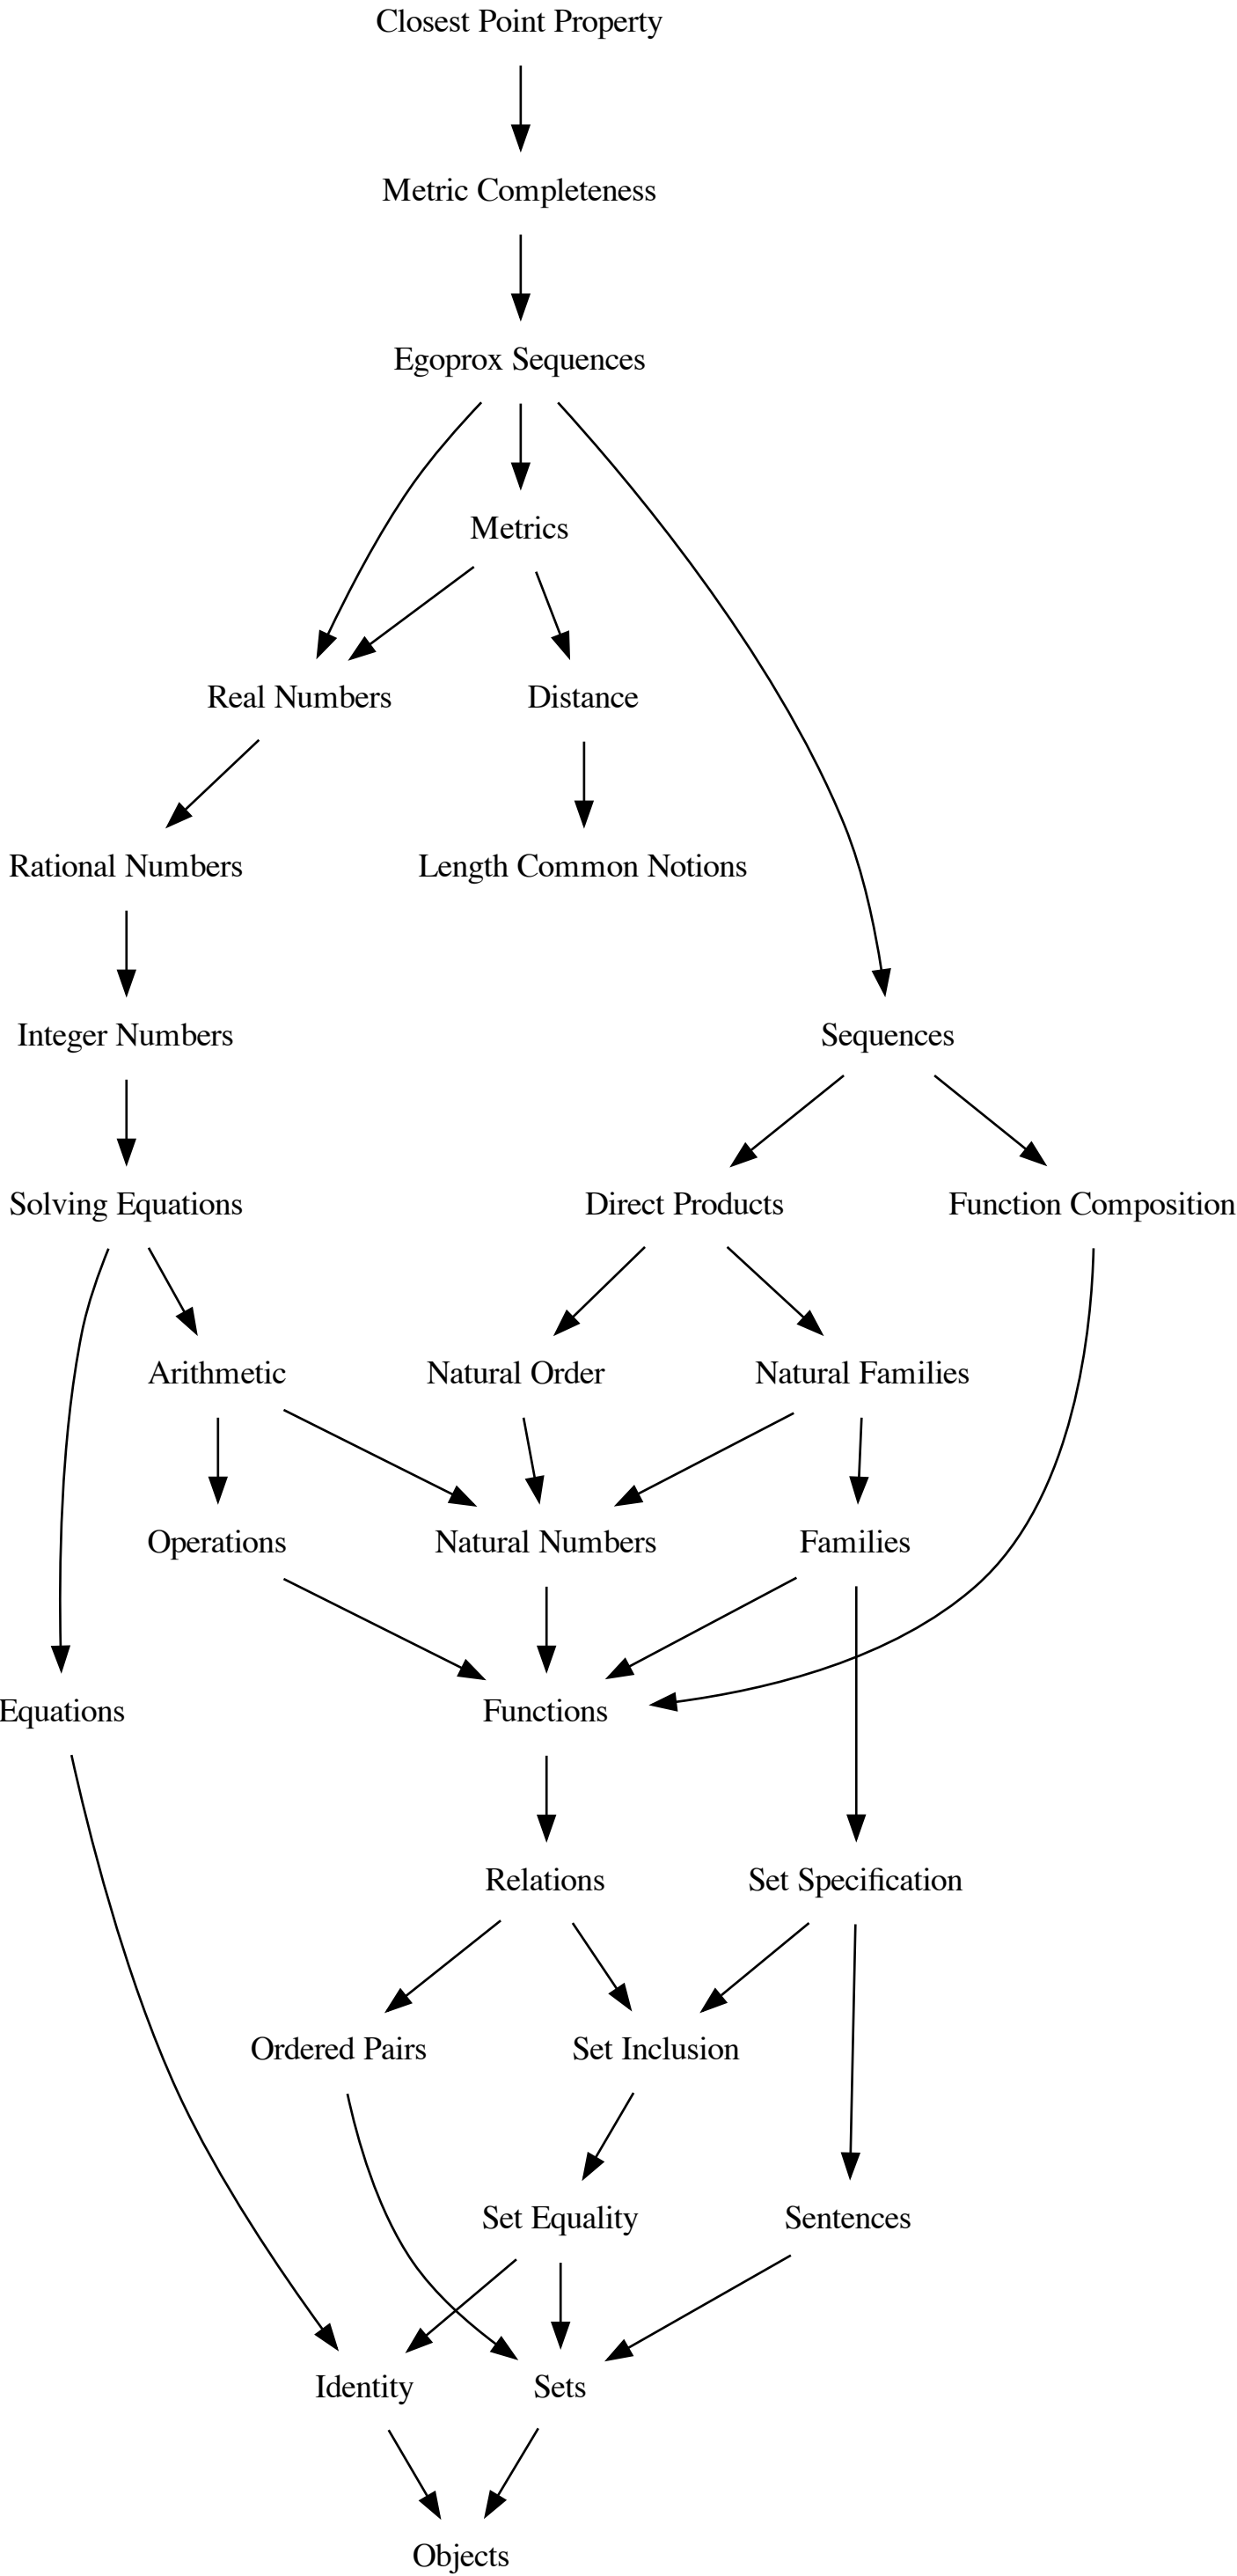 Closest Point Property
Metric Completeness
Egoprox Sequences
Metrics
Real Numbers
Distance
Rational Numbers
Length Common Notions
Integer Numbers
Sequences
Solving Equations
Direct Products
Function Composition
Arithmetic
Natural Order
Natural Families
Operations
Natural Numbers
Families
Equations
Functions
Relations
Set Specification
Ordered Pairs
Set Inclusion
Set Equality
Sentences
Identity
Sets
Objects